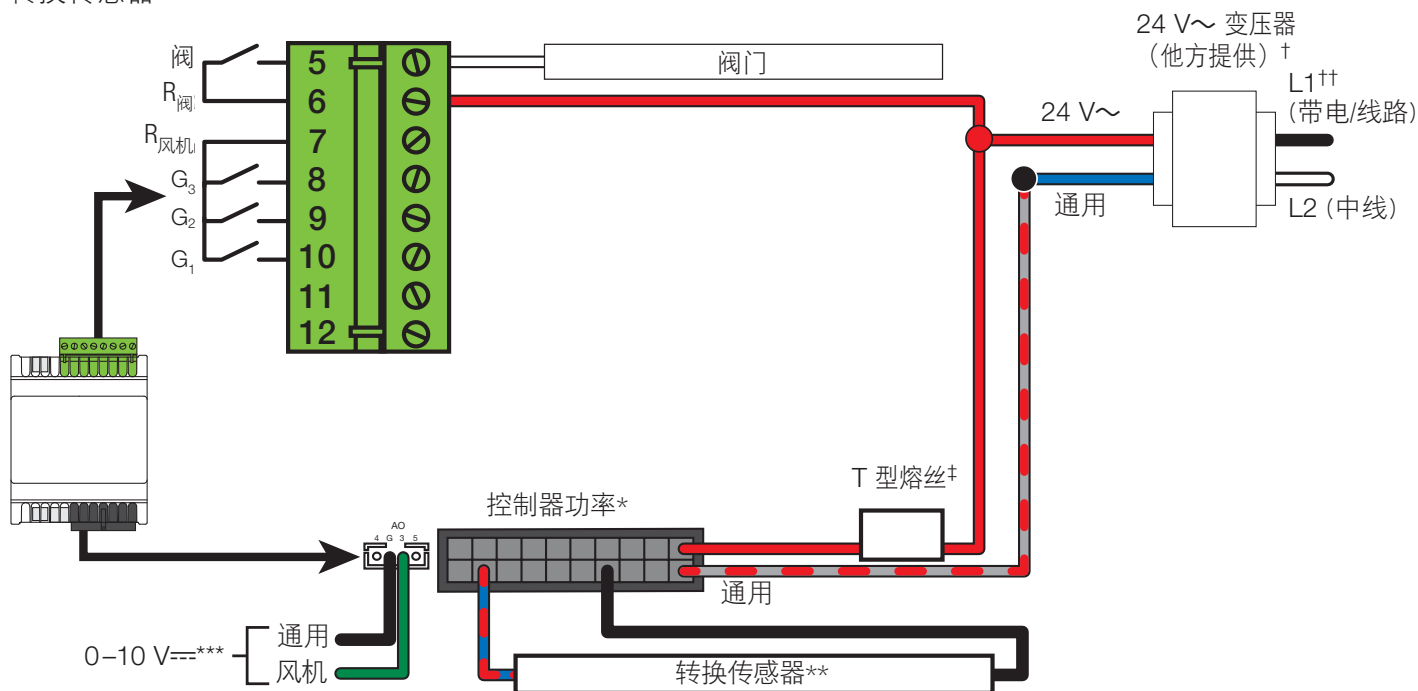 24 V～ 变压器
（他方提供）†
阀
5
阀门
L1††
(带电/线路)
R阀
6
24 V～
R风机
7
G3
8
通用
L2 (中线)
G2
9
G1
10
11
12
T 型熔丝‡
控制器功率*
AO
4 G 3 5
通用
0–10 V⎓***
通用
风机
转换传感器**